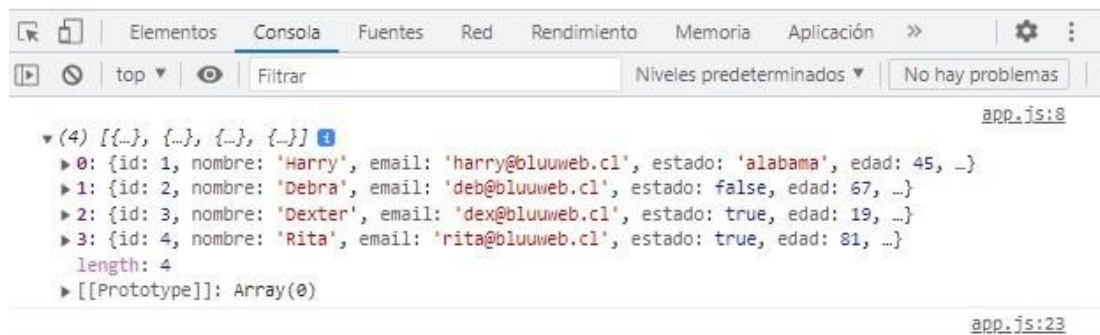 Elementos Consola Fuentes Red Rendimiento Memoria Aplicación »
top ▼ Filtrar Niveles predeterminados ▼ No hay problemas
app.js:8
▼ (4) [{…}, {…}, {…}, {…}] i
▶ 0: {id: 1, nombre: 'Harry', email: 'harry@bluuweb.cl', estado: 'alabama', edad: 45, …}
▶ 1: {id: 2, nombre: 'Debra', email: 'deb@bluuweb.cl', estado: false, edad: 67, …}
▶ 2: {id: 3, nombre: 'Dexter', email: 'dex@bluuweb.cl', estado: true, edad: 19, …}
▶ 3: {id: 4, nombre: 'Rita', email: 'rita@bluuweb.cl', estado: true, edad: 81, …}
length: 4
▶ [[Prototype]]: Array(0)
app.js:23